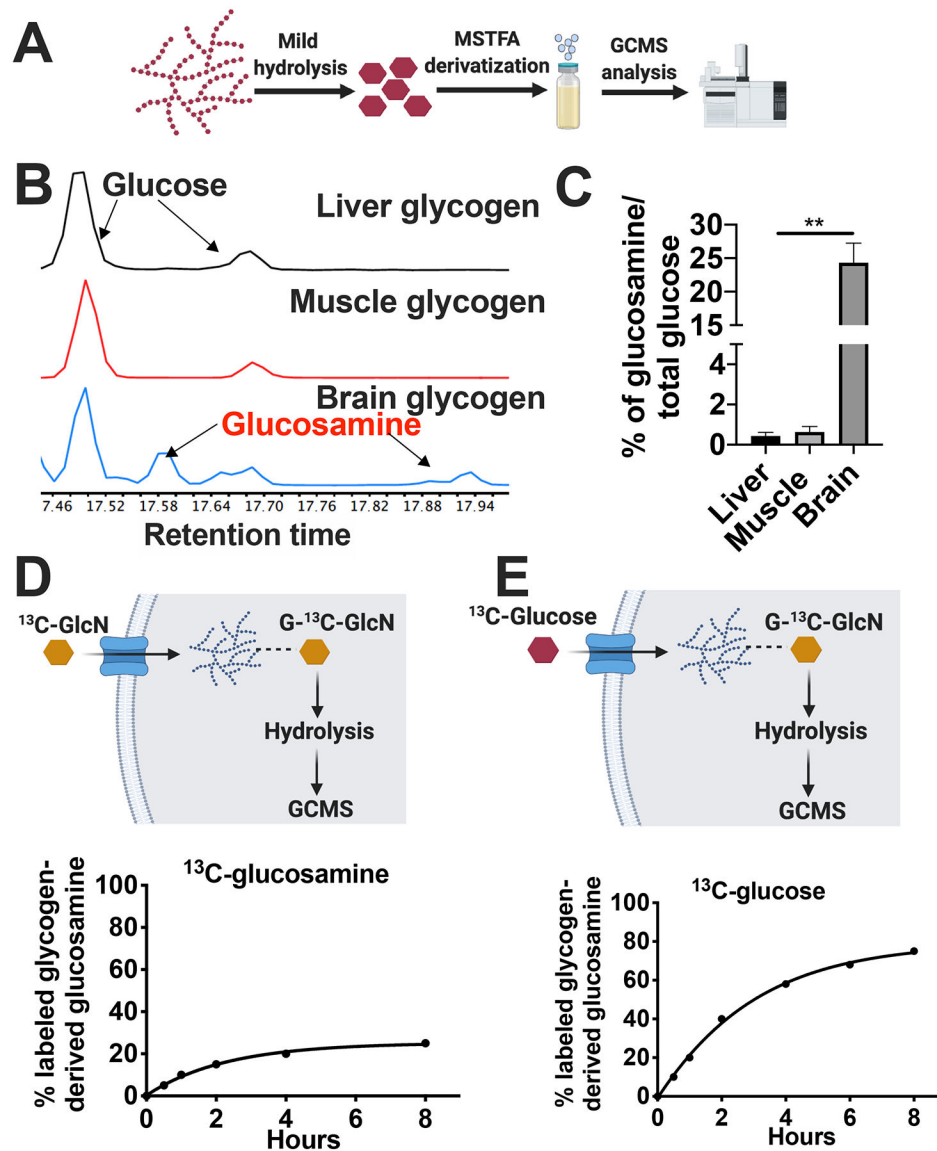 A
Mild
hydrolysis
MSTFA
derivatization
GCMS
analysis
B
Glucose
Liver glycogen
Muscle glycogen
Brain glycogen
Glucosamine
7.46 17.52 17.58 17.64 17.70 17.76 17.82 17.88 17.94
Retention time
C
% of glucosamine/
total glucose
30
25
20
15
4
2
0
**
Liver
Muscle
Brain
D
¹³C-GlcN
G-¹³C-GlcN
Hydrolysis
GCMS
¹³C-glucosamine
% labeled glycogen-
derived glucosamine
100
80
60
40
20
0
0 2 4 6 8
Hours
E
¹³C-Glucose
G-¹³C-GlcN
Hydrolysis
GCMS
¹³C-glucose
% labeled glycogen-
derived glucosamine
100
80
60
40
20
0
0 2 4 6 8
Hours